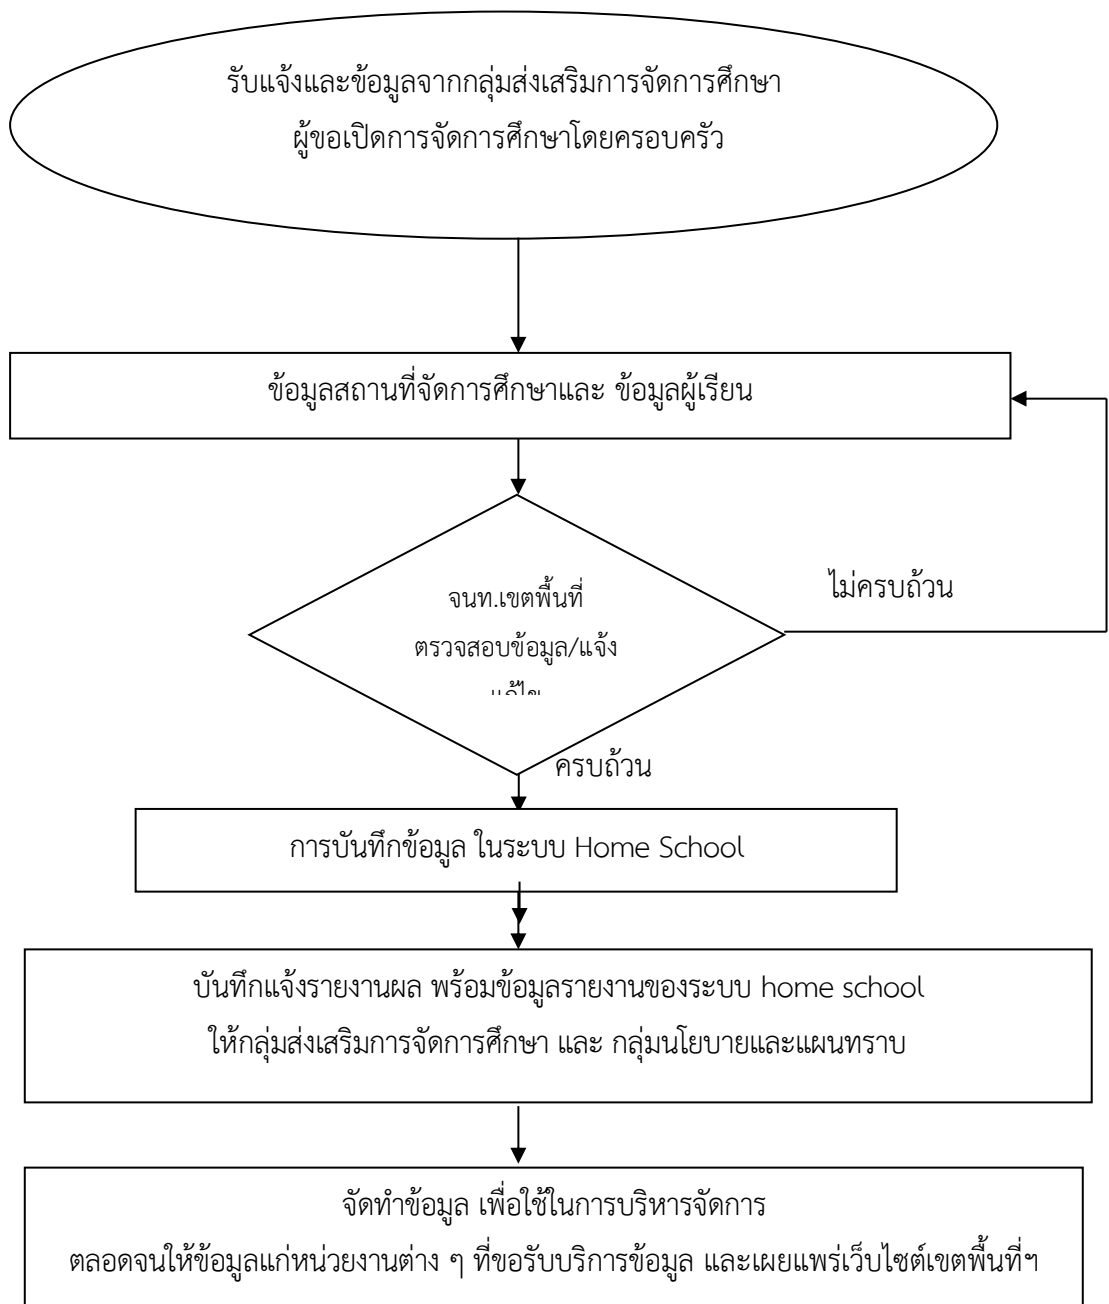 รับแจ้งและข้อมูลจากกลุ่มส่งเสริมการจัดการศึกษา
ผู้ขอเปิดการจัดการศึกษาโดยครอบครัว
ข้อมูลสถานที่จัดการศึกษาและ ข้อมูลผู้เรียน
จนท.เขตพื้นที่
ตรวจสอบข้อมูล/แจ้ง
ไม่ครบถ้วน
ครบถ้วน
การบันทึกข้อมูล ในระบบ Home School
บันทึกแจ้งรายงานผล พร้อมข้อมูลรายงานของระบบ home school
ให้กลุ่มส่งเสริมการจัดการศึกษา และ กลุ่มนโยบายและแผนทราบ
จัดทำข้อมูล เพื่อใช้ในการบริหารจัดการ
ตลอดจนให้ข้อมูลแก่หน่วยงานต่าง ๆ ที่ขอรับบริการข้อมูล และเผยแพร่เว็บไซต์เขตพื้นที่ฯ